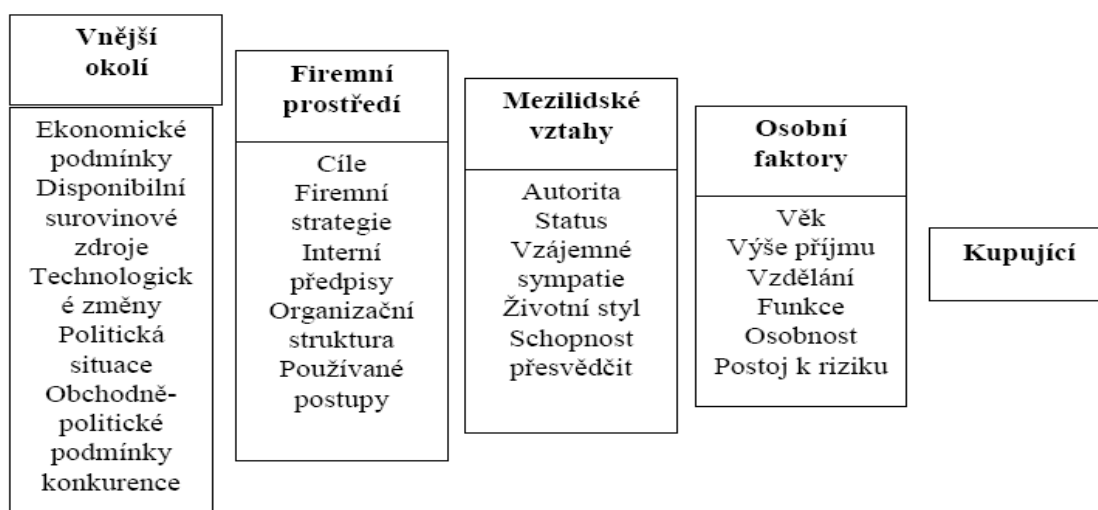 Vnější
okolí
Ekonomické
podmínky
Disponibilní
surovinové
zdroje
Technologick
é změny
Politická
situace
Obchodně-
politické
podmínky
konkurence
Firemní
prostředí
Cíle
Firemní
strategie
Interní
předpisy
Organizační
struktura
Používané
postupy
Mezilidské
vztahy
Autorita
Status
Vzájemné
sympatie
Životní styl
Schopnost
přesvědčit
Osobní
faktory
Věk
Výše příjmu
Vzdělání
Funkce
Osobnost
Postoj k riziku
Kupující